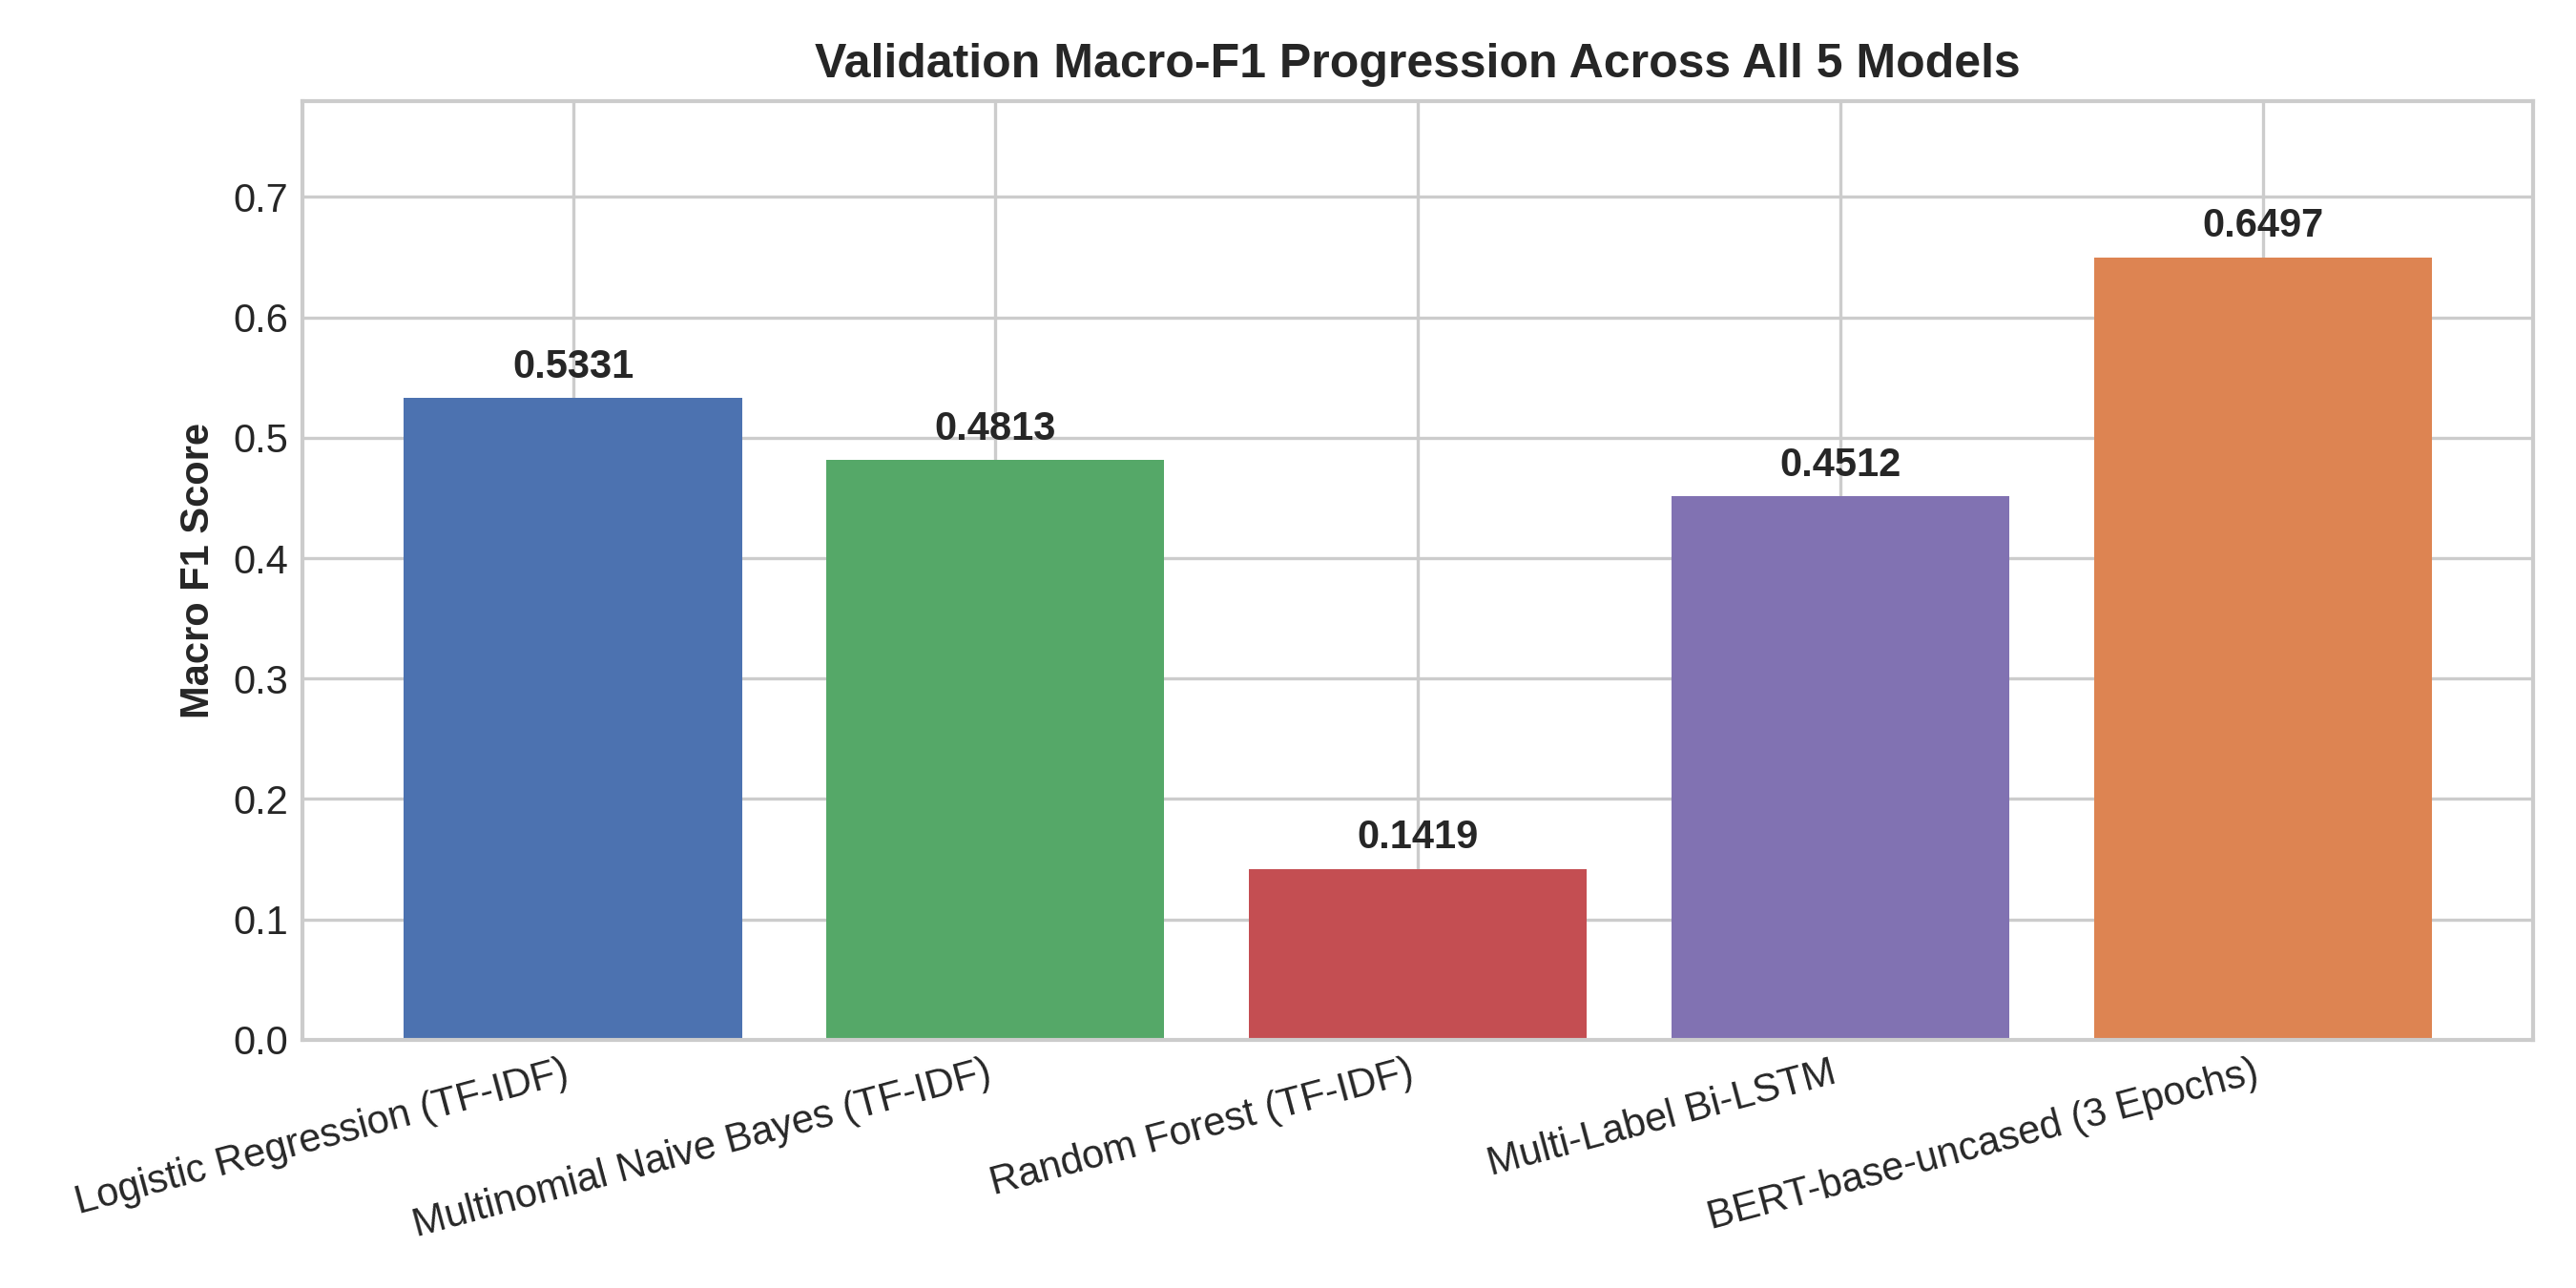 Validation Macro-F1 Progression Across All 5 Models
Macro F1 Score
0.7
0.6
0.5
0.4
0.3
0.2
0.1
0.0
0.5331
0.4813
0.1419
0.4512
0.6497
Logistic Regression (TF-IDF)
Multinomial Naive Bayes (TF-IDF)
Random Forest (TF-IDF)
Multi-Label Bi-LSTM
BERT-base-uncased (3 Epochs)